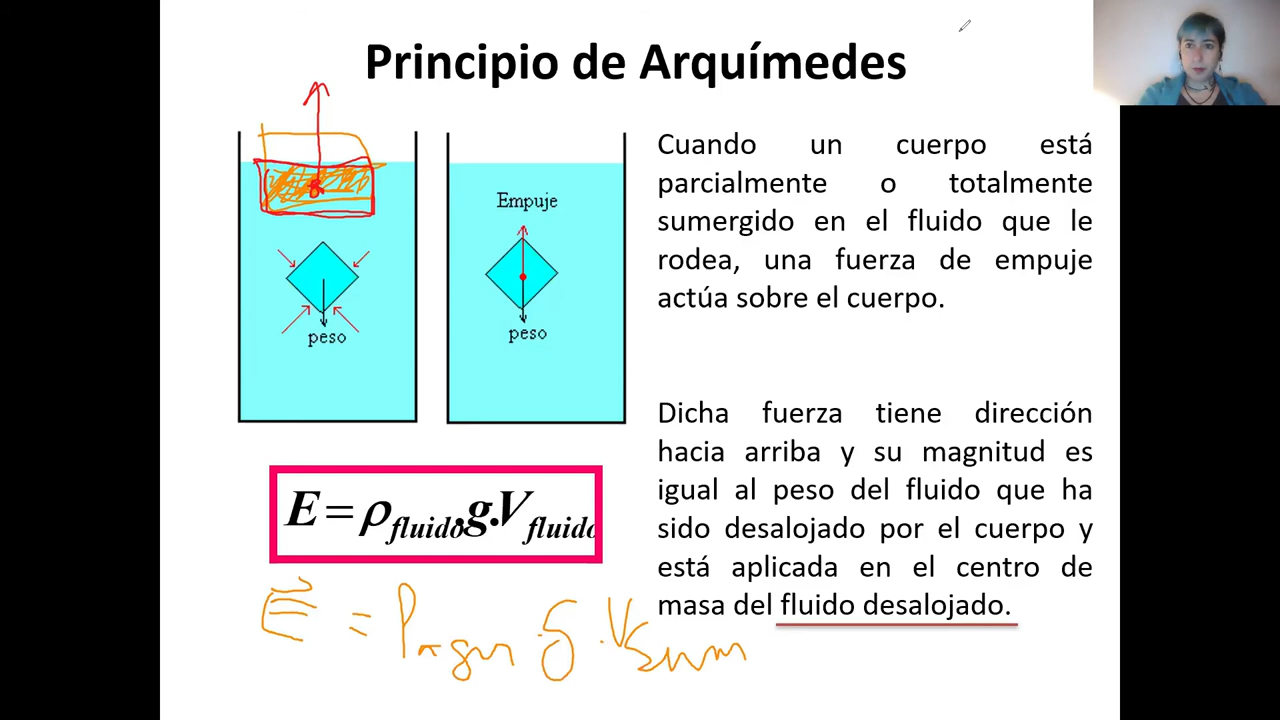 Principio de Arquímedes
Cuando un cuerpo está
parcialmente o totalmente
sumergido en el fluido que le
rodea, una fuerza de empuje
actúa sobre el cuerpo.
Empuje
peso
peso
Dicha fuerza tiene dirección
hacia arriba y su magnitud es
igual al peso del fluido que ha
sido desalojado por el cuerpo y
está aplicada en el centro de
masa del fluido desalojado.
E = ρfluido.g.Vfluido
E = ρagua . g . Vsum